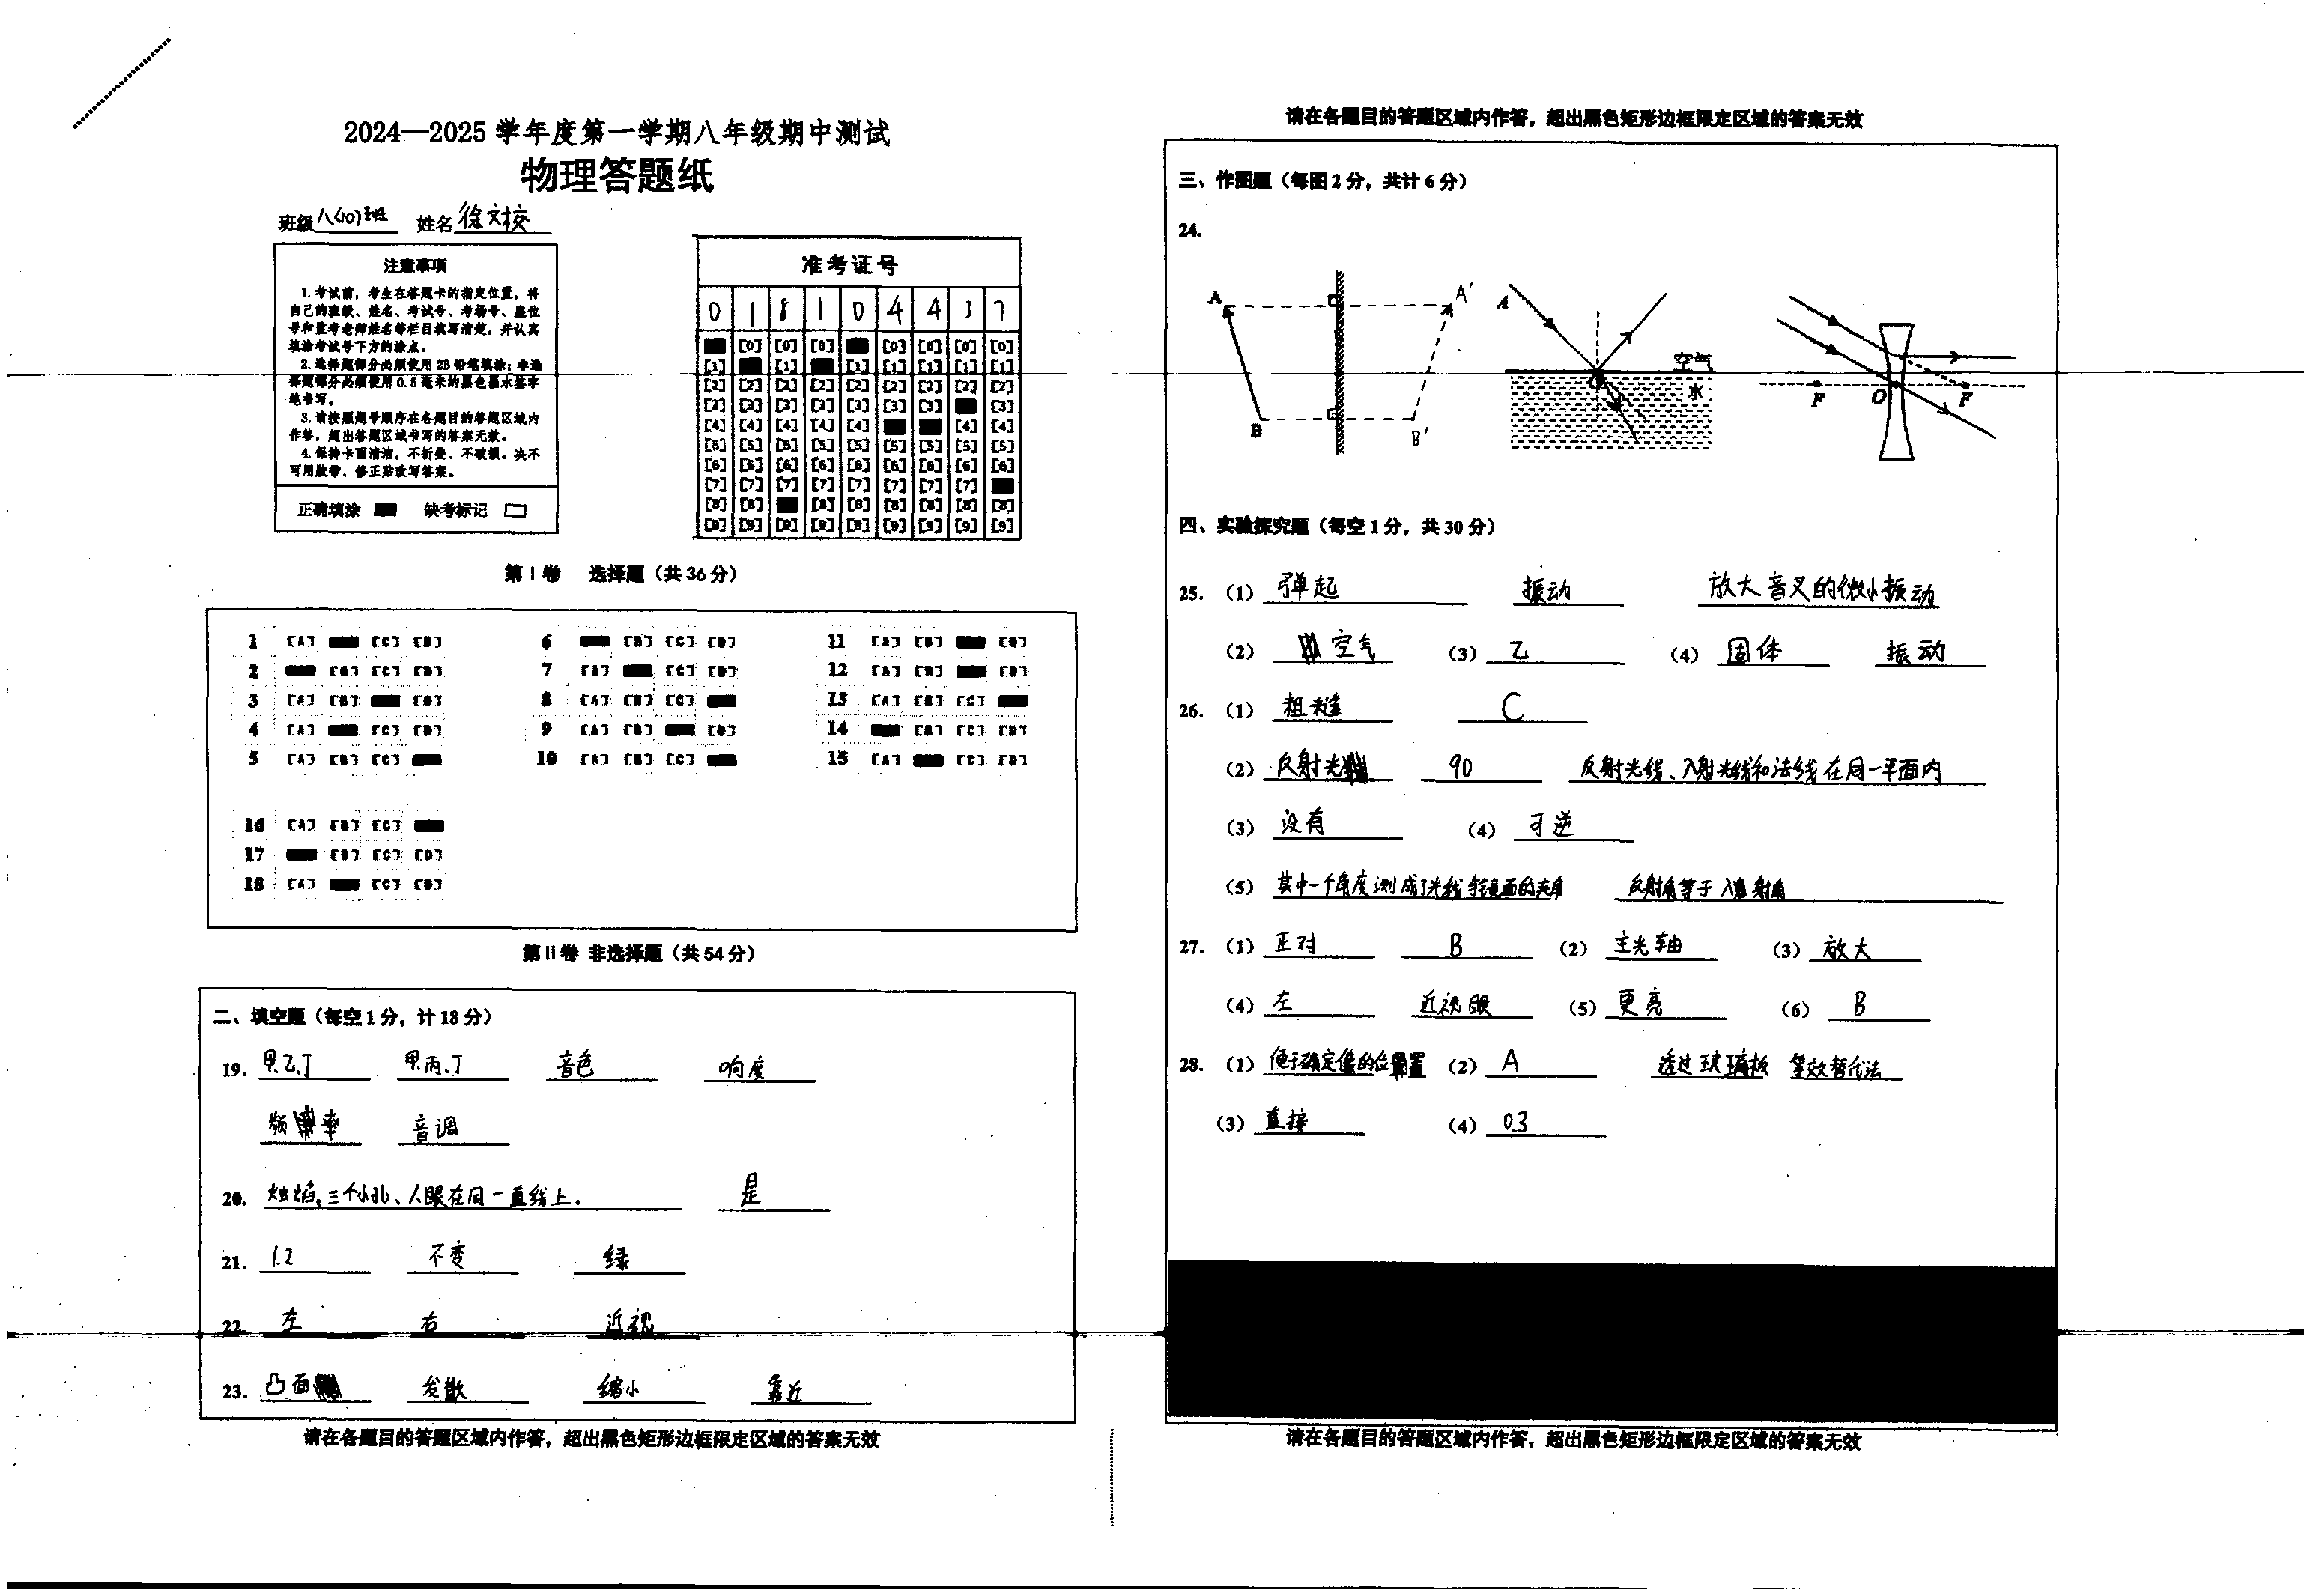 2024—2025 学年度第一学期八年级期中测试
物理答题纸
班级 八(10)班 姓名 徐文桉
注意事项
1.考试前，考生在答题卡的指定位置，将
自己的班级、姓名、考试号、考场号、座位
号和监考老师姓名等栏目填写清楚，并认真
填涂考试号下方的涂点。
2.选择题部分必须使用2B铅笔填涂；非选
择题部分必须使用0.5毫米的黑色墨水签字
笔书写。
3.请按照题号顺序在各题目的答题区域内
作答，超出答题区域书写的答案无效。
4.保持卡面清洁，不折叠、不破损。决不
可用胶带、修正贴改写答案。
正确填涂 缺考标记
准考证号
0 1 8 1 0 4 4 3 7
[0] [0] [0] [0] [0] [0] [0]
[1] [1] [1] [1] [1] [1] [1]
[2] [2] [2] [2] [2] [2] [2] [2] [2]
[3] [3] [3] [3] [3] [3] [3] [3]
[4] [4] [4] [4] [4] [4] [4]
[5] [5] [5] [5] [5] [5] [5] [5] [5]
[6] [6] [6] [6] [6] [6] [6] [6] [6]
[7] [7] [7] [7] [7] [7] [7] [7]
[8] [8] [8] [8] [8] [8] [8] [8]
[9] [9] [9] [9] [9] [9] [9] [9] [9]
第 I 卷 选择题（共 36 分）
1 [A] [C] [D] 6 [B] [C] [D] 11 [A] [B] [D]
2 [B] [C] [D] 7 [A] [C] [D] 12 [A] [B] [D]
3 [A] [B] [D] 8 [A] [B] [C] 13 [A] [B] [C]
4 [A] [C] [D] 9 [A] [B] [D] 14 [B] [C] [D]
5 [A] [B] [C] 10 [A] [B] [C] 15 [A] [C] [D]
16 [A] [B] [C]
17 [B] [C] [D]
18 [A] [C] [D]
第 Ii 卷 非选择题（共 54 分）
二、填空题（每空 1 分，计 18 分）
19. 甲.乙.丁 甲.丙.丁 音色 响度
频率 音调
20. 烛焰、三个小孔、人眼在同一直线上. 是
21. 1.2 不变 绿
22. 左 右 近视
23. 凸面 发散 缩小 靠近
请在各题目的答题区域内作答，超出黑色矩形边框限定区域的答案无效
请在各题目的答题区域内作答，超出黑色矩形边框限定区域的答案无效
三、作图题（每图 2 分，共计 6 分）
24.
A A' B B'
A 空气 水
F O F
四、实验探究题（每空 1 分，共 30 分）
25.（1） 弹起 振动 放大音叉的微小振动
（2） 空气 （3） 乙 （4） 固体 振动
26.（1） 粗糙 C
（2） 反射光 90 反射光线、入射光线和法线在同一平面内
（3） 没有 （4） 可逆
（5） 其中一个角度测成了光线与镜面的夹角 反射角等于入射角
27.（1） 正对 B （2） 主光轴 （3） 放大
（4） 左 近视眼 （5） 更亮 （6） B
28.（1） 便于确定像的位置 （2） A 透过玻璃板 等效替代法
（3） 直接 （4） 0.3
请在各题目的答题区域内作答，超出黑色矩形边框限定区域的答案无效